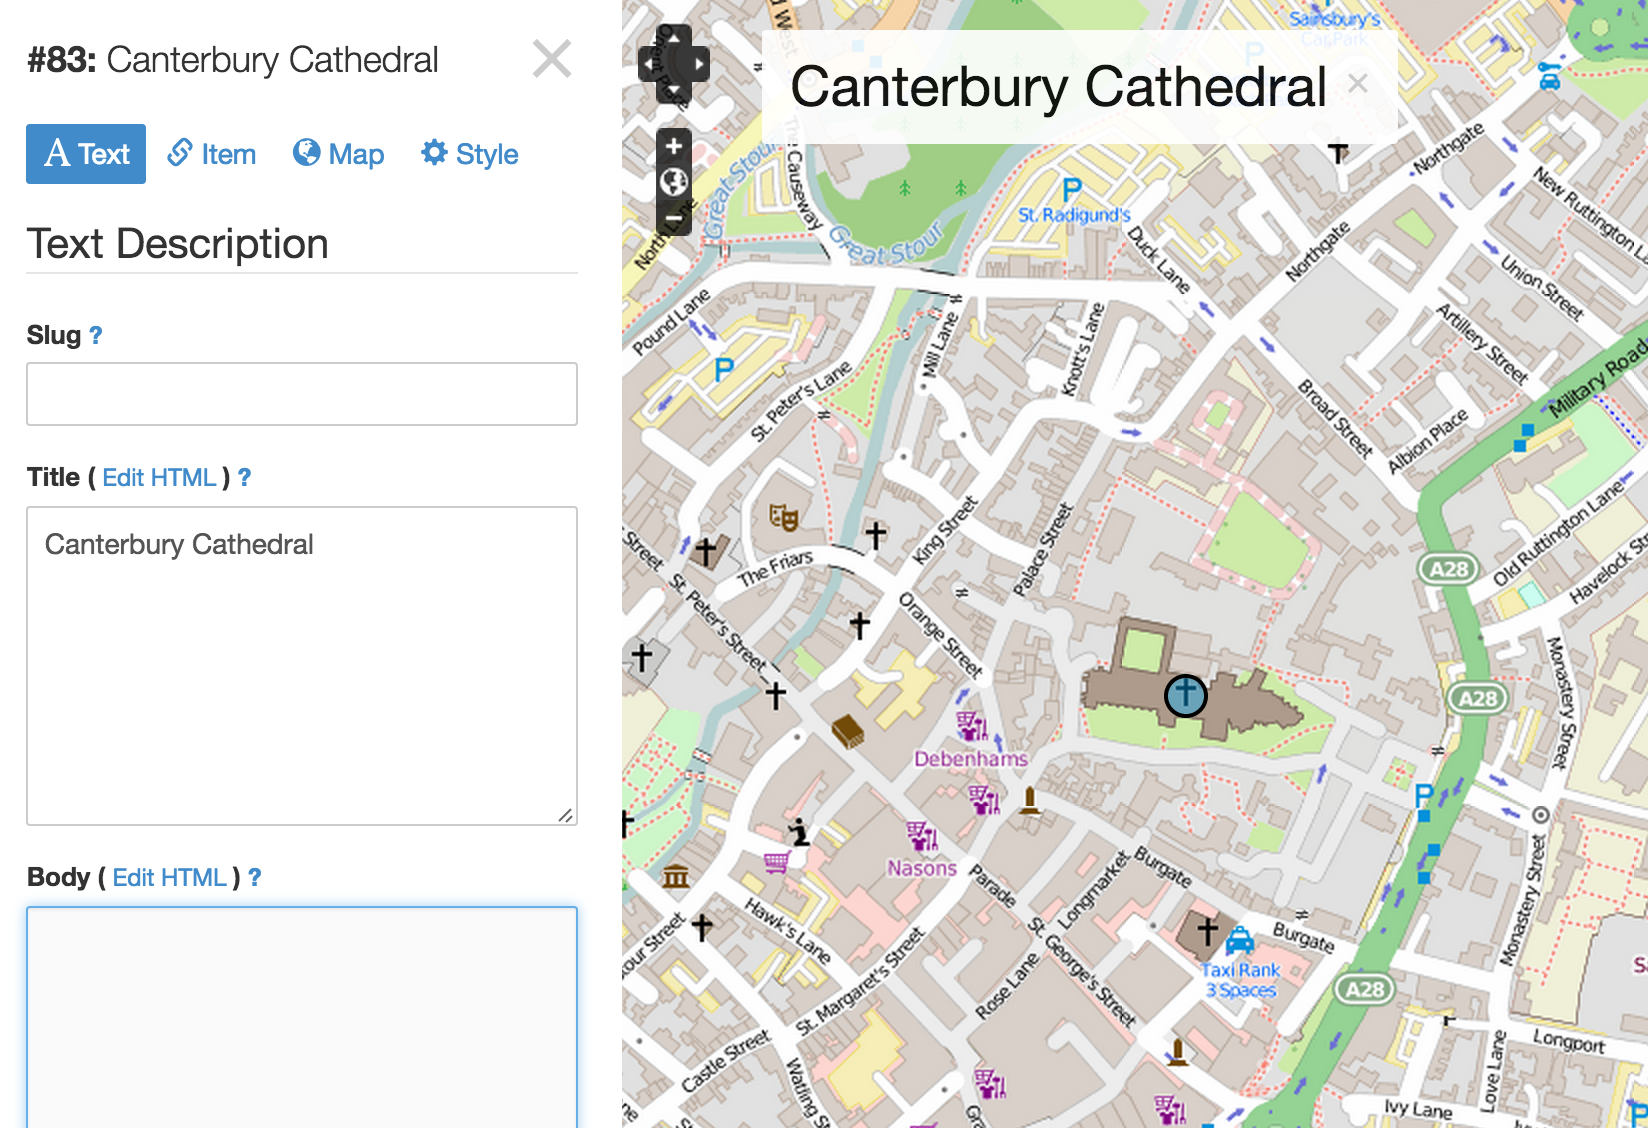 #83: Canterbury Cathedral
Text
Item
Map
Style
Text Description
Slug ?
Title ( Edit HTML ) ?
Canterbury Cathedral
Body ( Edit HTML ) ?
Canterbury Cathedral
Sainsbury's
Car Park
P
The Causeway
Great Stour
North Lane
Great Stour
P
St. Radigund's
Duck Lane
Northgate
Northgate
New Ruttington La
Union Street
Artillery Street
Military Road
Pound Lane
P
Mill Lane
Knott's Lane
St. Peter's Lane
Broad Street
Albion Place
Old Ruttington Lane
Havelock Str
King Street
Palace Street
The Friars
Street
St. Peter's Street
Orange Street
A28
A28
Monastery Street
Debenhams
P
Nasons
Parade
Longmarket
Burgate
Burgate
Monastery Street
Hawk's Lane
our Street
St. Margaret's Street
Rose Lane
St. George's Street
Taxi Rank
3 Spaces
A28
Castle Street
Watling St
Longport
Love Lane
Ivy Lane
P